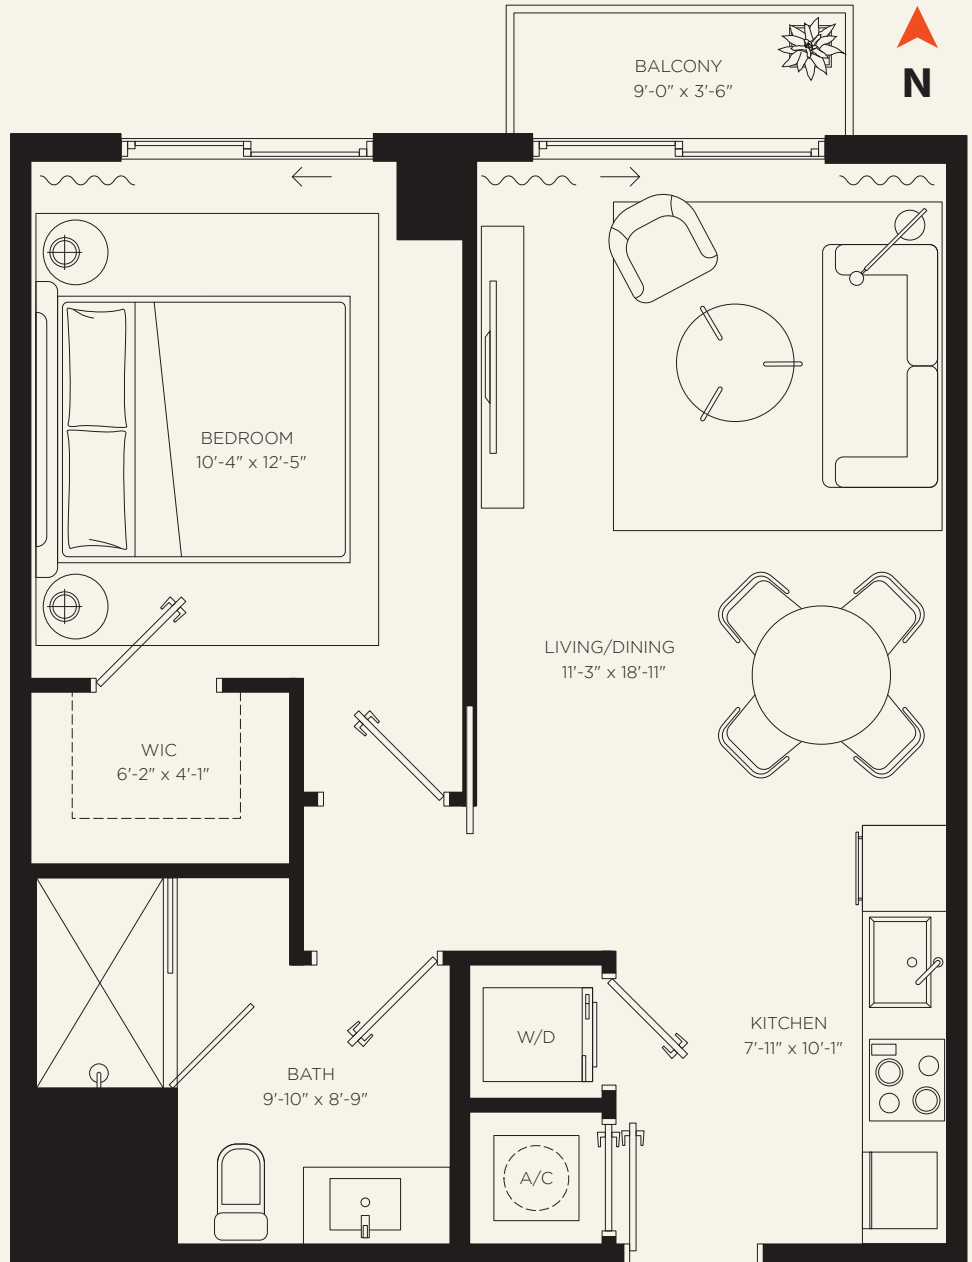 BALCONY
9'-0" x 3'-6"
N
BEDROOM
10'-4" x 12'-5"
LIVING/DINING
11'-3" x 18'-11"
WIC
6'-2" x 4'-1"
W/D
KITCHEN
7'-11" x 10'-1"
BATH
9'-10" x 8'-9"
A/C